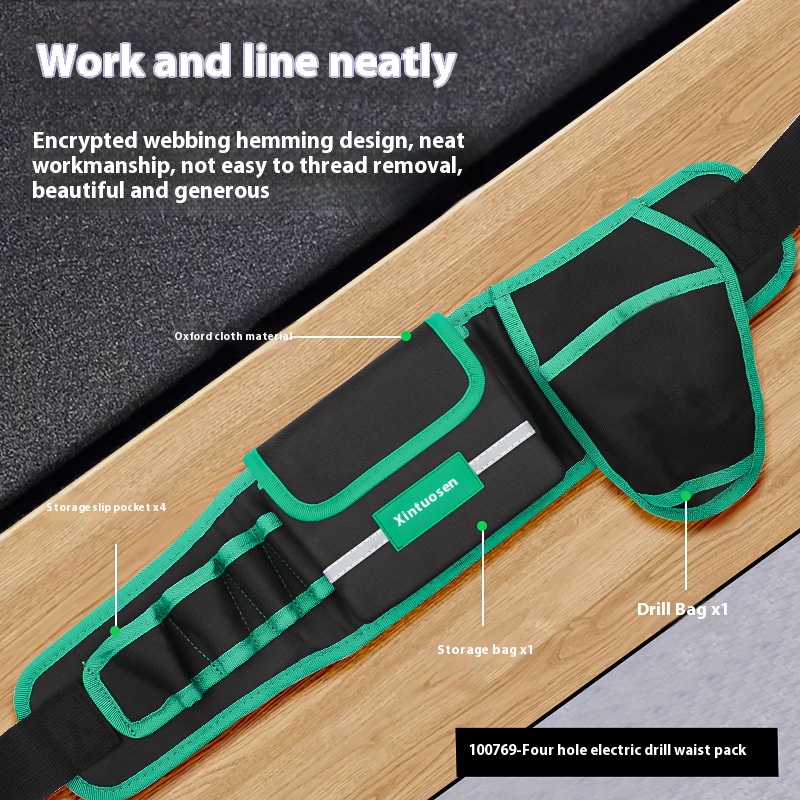 Work and line neatly
Encrypted webbing hemming design, neat
workmanship, not easy to thread removal,
beautiful and generous
Oxford cloth material
Storage slip pocket x4
Xintuosen
Drill Bag x1
Storage bag x1
100769-Four hole electric drill waist pack